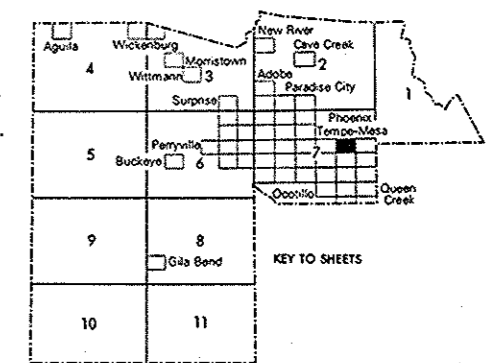 New River
Aguila
Wickenburg
Cave Creek
4
Morristown
2
Wittmann
3
Adobe
Paradise City
1
Surprise
Phoenix
Tempe-Mesa
5
Perryville
7
Buckeye
6
Ocotillo
Queen
Creek
9
8
Gila Bend
KEY TO SHEETS
10
11